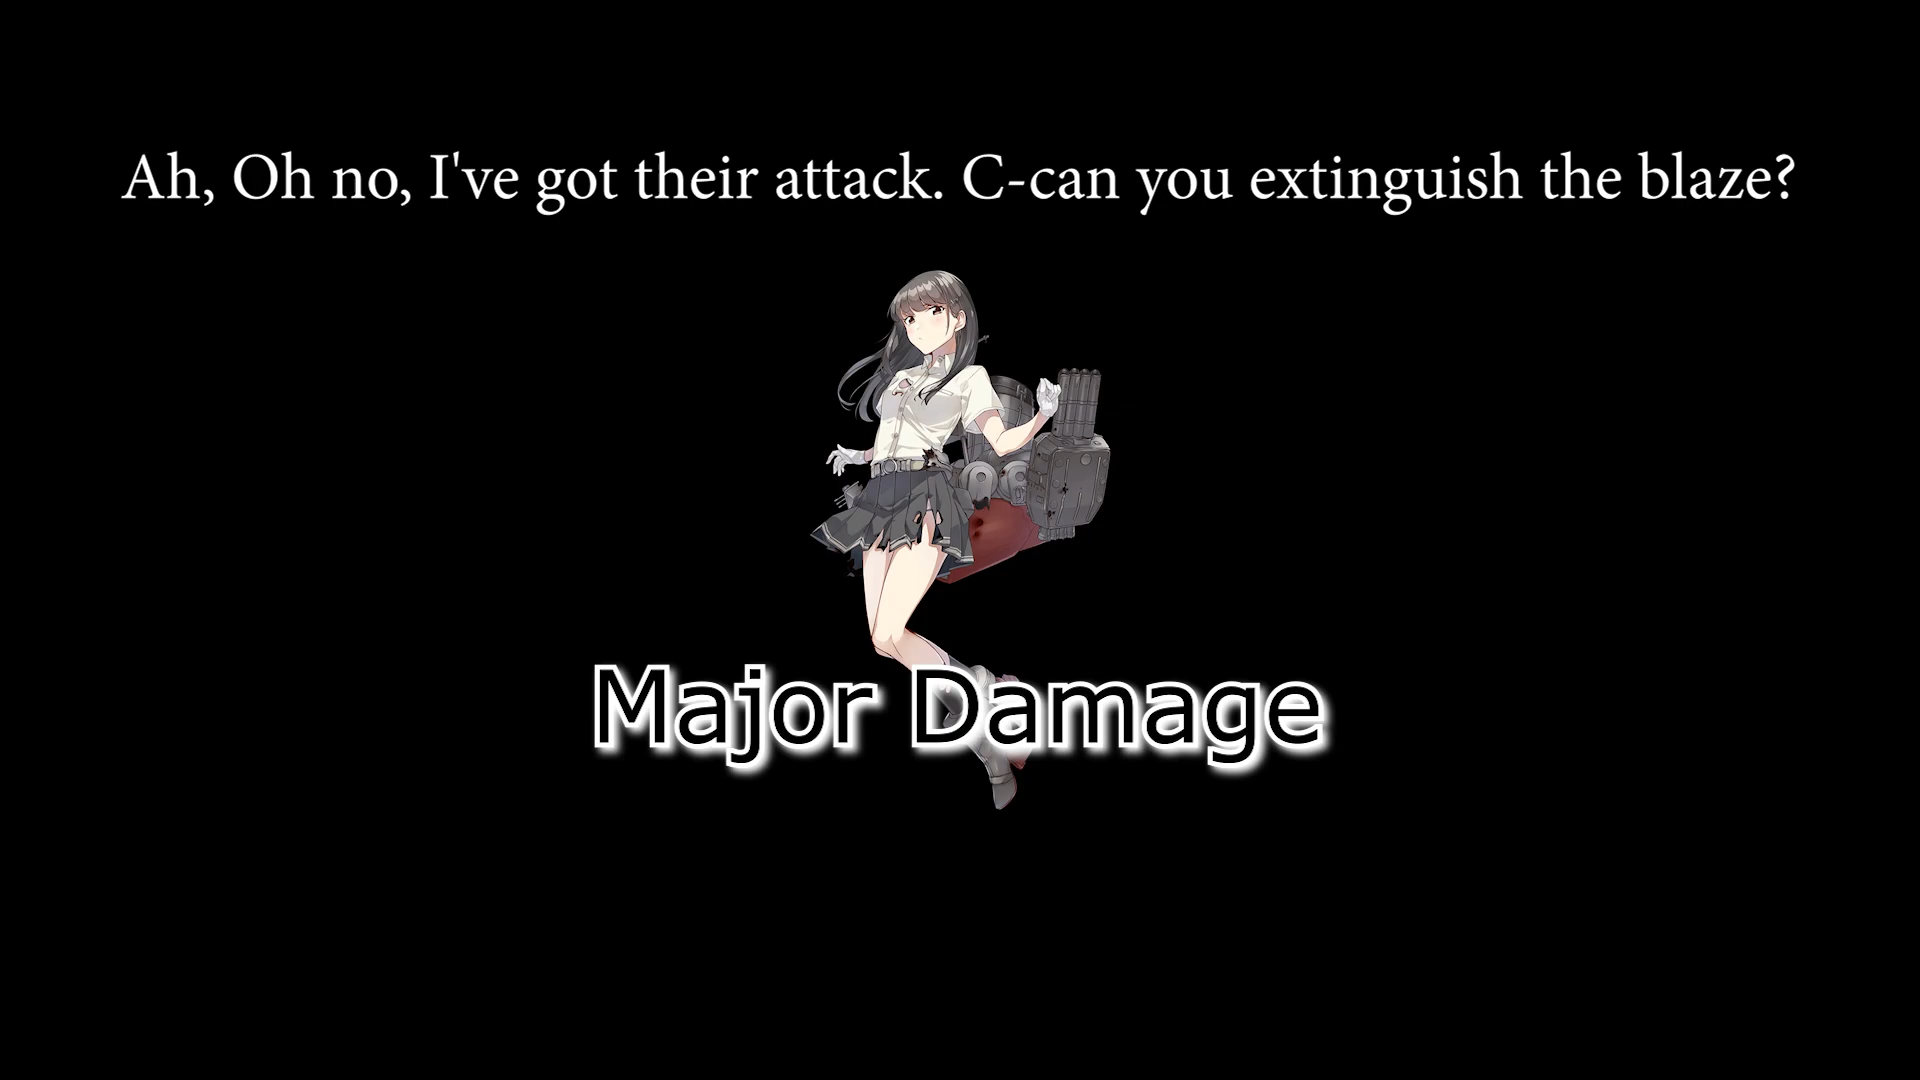 Ah, Oh no, I've got their attack. C-can you extinguish the blaze?
Major Damage